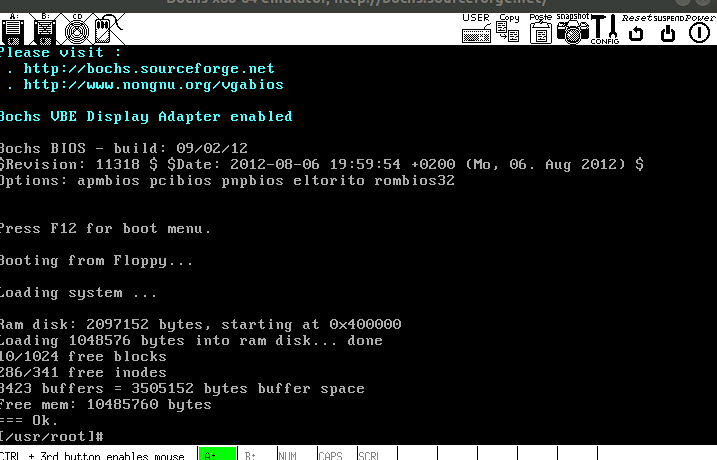 Bochs x86-64 emulator, http://bochs.sourceforge.net/
A: B: CD USER Copy Paste Snapshot CONFIG Reset SUSPEND Power
Please visit :
. http://bochs.sourceforge.net
. http://www.nongnu.org/vgabios
Bochs VBE Display Adapter enabled
Bochs BIOS - build: 09/02/12
$Revision: 11318 $ $Date: 2012-08-06 19:59:54 +0200 (Mo, 06. Aug 2012) $
Options: apmbios pcibios pnpbios eltorito rombios32
Press F12 for boot menu.
Booting from Floppy...
Loading system ...
Ram disk: 2097152 bytes, starting at 0x400000
Loading 1048576 bytes into ram disk... done
10/1024 free blocks
286/341 free inodes
3423 buffers = 3505152 bytes buffer space
Free mem: 10485760 bytes
=== Ok.
[/usr/root]#
CTRL + 3rd button enables mouse A: B: NUM CAPS SCRL